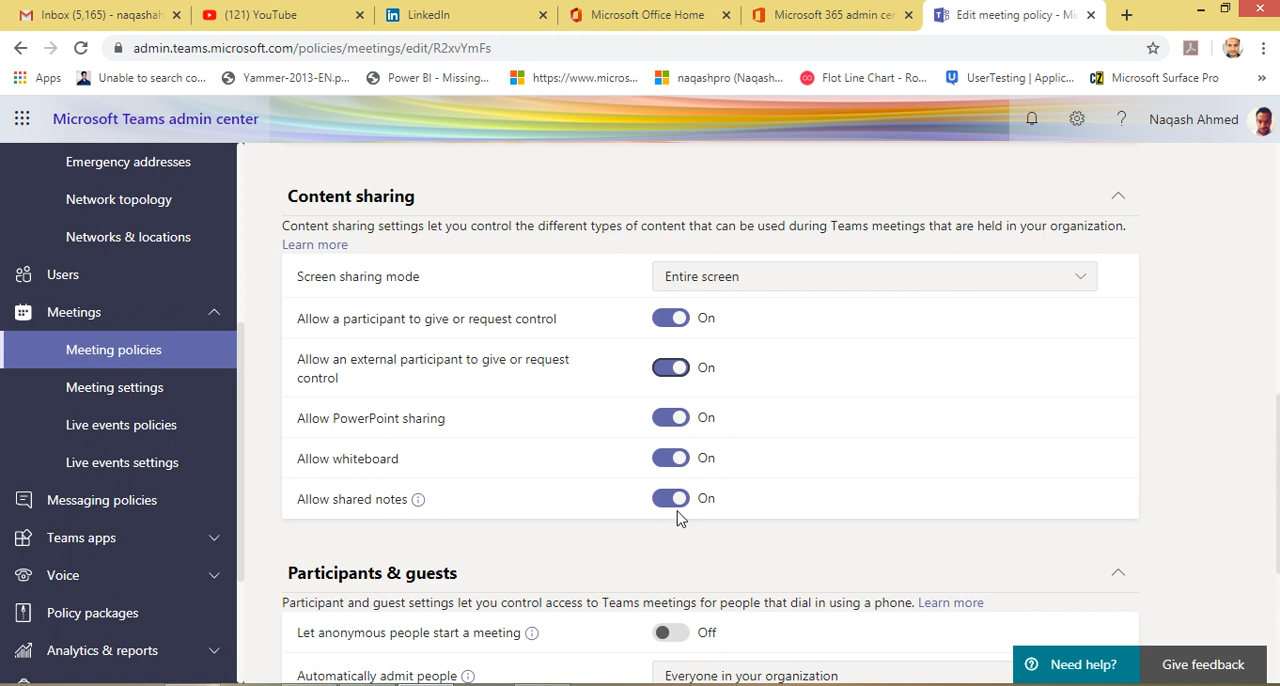 Inbox (5,165) - naqashah
(121) YouTube
LinkedIn
Microsoft Office Home
Microsoft 365 admin cen
Edit meeting policy - Mi
admin.teams.microsoft.com/policies/meetings/edit/R2xvYmFs
Apps
Unable to search co...
Yammer-2013-EN.p...
Power BI - Missing...
https://www.micros...
naqashpro (Naqash...
Flot Line Chart - Ro...
UserTesting | Applic...
Microsoft Surface Pro
»
Microsoft Teams admin center
Naqash Ahmed
Emergency addresses
Network topology
Networks & locations
Users
Meetings
Meeting policies
Meeting settings
Live events policies
Live events settings
Messaging policies
Teams apps
Voice
Policy packages
Analytics & reports
Content sharing
Content sharing settings let you control the different types of content that can be used during Teams meetings that are held in your organization.
Learn more
Screen sharing mode
Entire screen
Allow a participant to give or request control
On
Allow an external participant to give or request
control
On
Allow PowerPoint sharing
On
Allow whiteboard
On
Allow shared notes
On
Participants & guests
Participant and guest settings let you control access to Teams meetings for people that dial in using a phone. Learn more
Let anonymous people start a meeting
Off
Automatically admit people
Everyone in your organization
Need help?
Give feedback